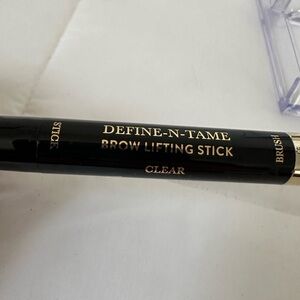 STICK
DEFINE-N-TAME
BROW LIFTING STICK
CLEAR
BRUSH